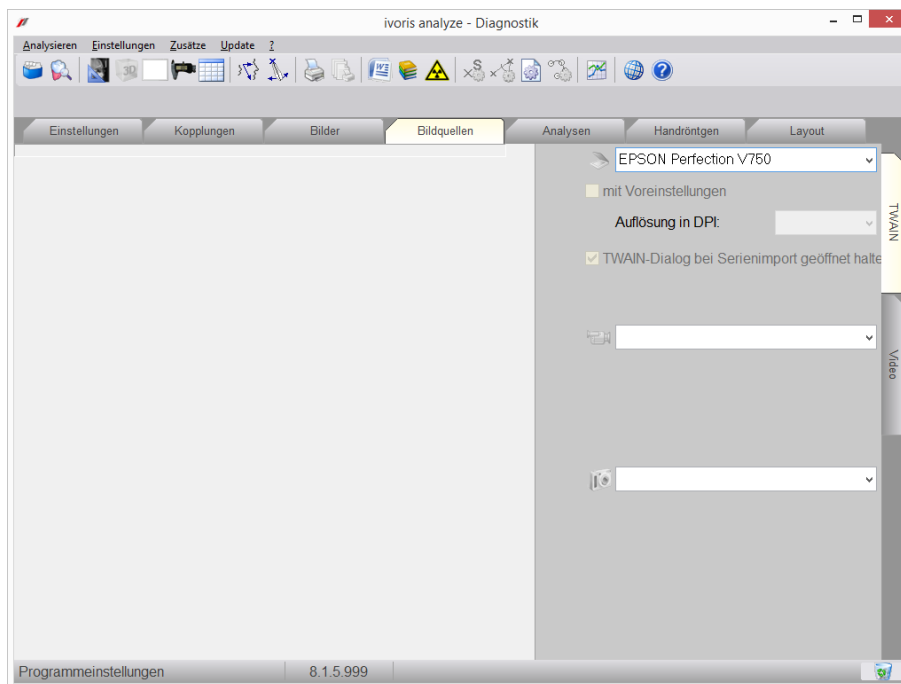 ivoris analyze - Diagnostik
Analysieren Einstellungen Zusätze Update ?
Einstellungen Kopplungen Bilder Bildquellen Analysen Handröntgen Layout
EPSON Perfection V750
mit Voreinstellungen
Auflösung in DPI:
TWAIN-Dialog bei Serienimport geöffnet halte
TWAIN
Video
Programmeinstellungen 8.1.5.999